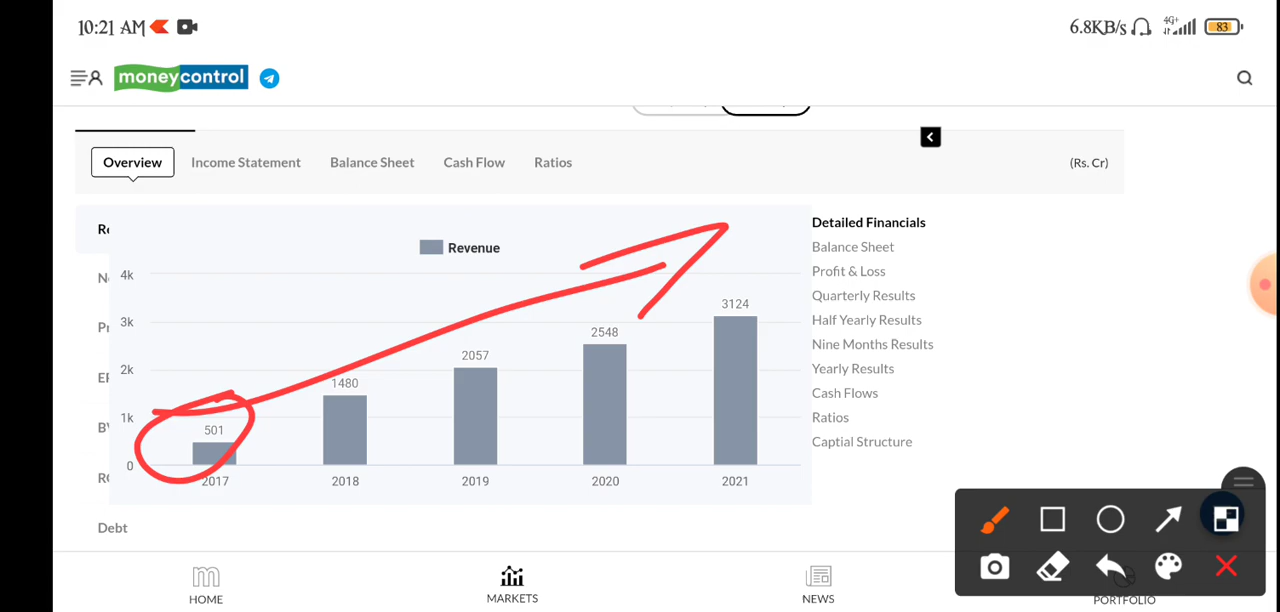 10:21 AM
6.8KB/s 4G+ 83
moneycontrol
Overview Income Statement Balance Sheet Cash Flow Ratios (Rs. Cr)
Revenue
4k
3k
2k
1k
0
501
1480
2057
2548
3124
2017 2018 2019 2020 2021
Debt
Detailed Financials
Balance Sheet
Profit & Loss
Quarterly Results
Half Yearly Results
Nine Months Results
Yearly Results
Cash Flows
Ratios
Captial Structure
HOME MARKETS NEWS PORTFOLIO